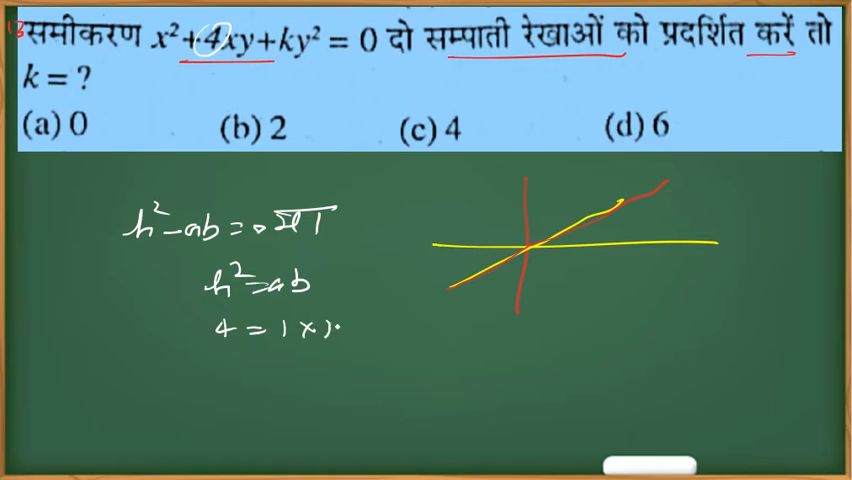 13 समीकरण x²+4xy+ky² = 0 दो सम्पाती रेखाओं को प्रदर्शित करें तो
k = ?
(a) 0 (b) 2 (c) 4 (d) 6
h² - ab = 0 या
h² = ab
4 = 1 ×